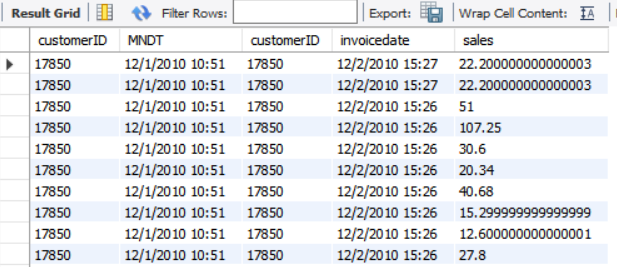 Result Grid Filter Rows: Export: Wrap Cell Content: IA
customerID MNDT customerID invoicedate sales
17850 12/1/2010 10:51 17850 12/2/2010 15:27 22.200000000000003
17850 12/1/2010 10:51 17850 12/2/2010 15:27 22.200000000000003
17850 12/1/2010 10:51 17850 12/2/2010 15:26 51
17850 12/1/2010 10:51 17850 12/2/2010 15:26 107.25
17850 12/1/2010 10:51 17850 12/2/2010 15:26 30.6
17850 12/1/2010 10:51 17850 12/2/2010 15:26 20.34
17850 12/1/2010 10:51 17850 12/2/2010 15:26 40.68
17850 12/1/2010 10:51 17850 12/2/2010 15:26 15.299999999999999
17850 12/1/2010 10:51 17850 12/2/2010 15:26 12.600000000000001
17850 12/1/2010 10:51 17850 12/2/2010 15:26 27.8